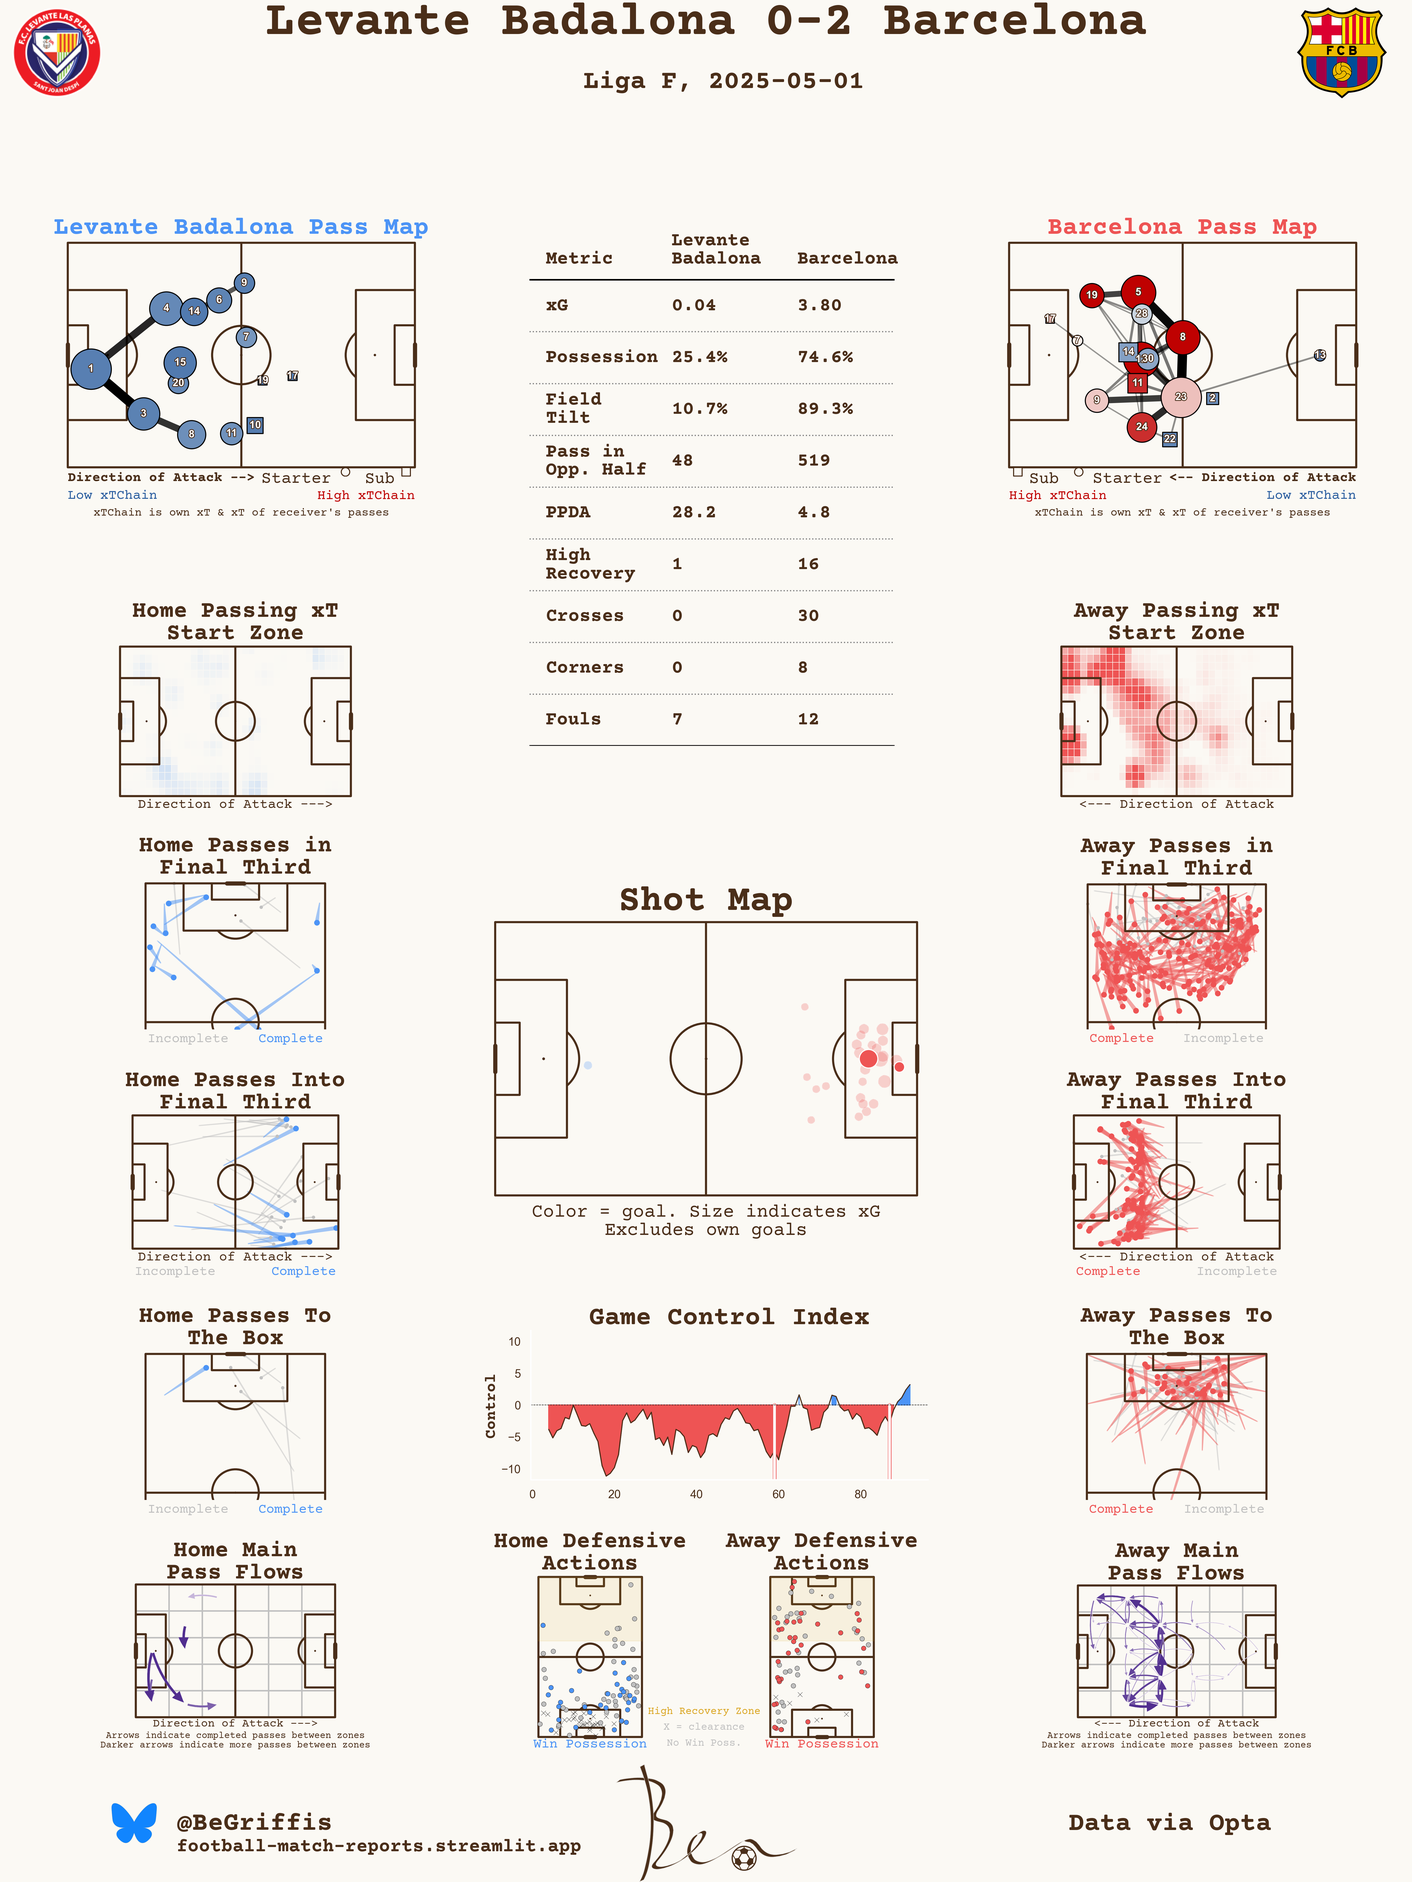 Levante Badalona 0-2 Barcelona
Liga F, 2025-05-01
F.C. LEVANTE LAS PLANAS
SANT JOAN DESPI
FCB
Levante Badalona Pass Map
1
4
14
6
9
7
15
20
3
8
11
10
19
17
Direction of Attack --> Starter Sub
Low xTChain High xTChain
xTChain is own xT & xT of receiver's passes
Metric Levante Badalona Barcelona
xG 0.04 3.80
Possession 25.4% 74.6%
Field Tilt 10.7% 89.3%
Pass in Opp. Half 48 519
PPDA 28.2 4.8
High Recovery 1 16
Crosses 0 30
Corners 0 8
Fouls 7 12
Barcelona Pass Map
19
5
28
17
7
8
14
30
11
13
9
23
2
24
22
Sub Starter <-- Direction of Attack
High xTChain Low xTChain
xTChain is own xT & xT of receiver's passes
Home Passing xT
Start Zone
Direction of Attack --->
Away Passing xT
Start Zone
<--- Direction of Attack
Home Passes in
Final Third
Incomplete Complete
Away Passes in
Final Third
Complete Incomplete
Shot Map
Color = goal. Size indicates xG
Excludes own goals
Home Passes Into
Final Third
Direction of Attack --->
Incomplete Complete
Away Passes Into
Final Third
<--- Direction of Attack
Complete Incomplete
Home Passes To
The Box
Incomplete Complete
Game Control Index
Control
10
5
0
−5
−10
0 20 40 60 80
Away Passes To
The Box
Complete Incomplete
Home Main
Pass Flows
Direction of Attack --->
Arrows indicate completed passes between zones
Darker arrows indicate more passes between zones
Home Defensive
Actions
Win Possession
High Recovery Zone
X = clearance
No Win Poss.
Away Defensive
Actions
Win Possession
Away Main
Pass Flows
<--- Direction of Attack
Arrows indicate completed passes between zones
Darker arrows indicate more passes between zones
@BeGriffis
football-match-reports.streamlit.app
Ben
Data via Opta